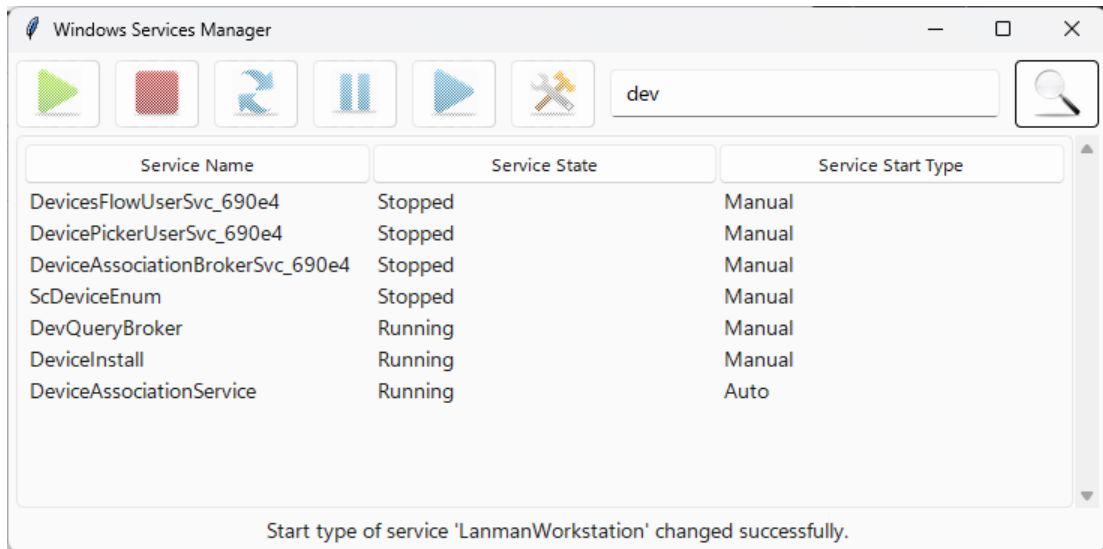 Windows Services Manager
dev
Service Name Service State Service Start Type
DevicesFlowUserSvc_690e4 Stopped Manual
DevicePickerUserSvc_690e4 Stopped Manual
DeviceAssociationBrokerSvc_690e4 Stopped Manual
ScDeviceEnum Stopped Manual
DevQueryBroker Running Manual
DeviceInstall Running Manual
DeviceAssociationService Running Auto
Start type of service 'LanmanWorkstation' changed successfully.